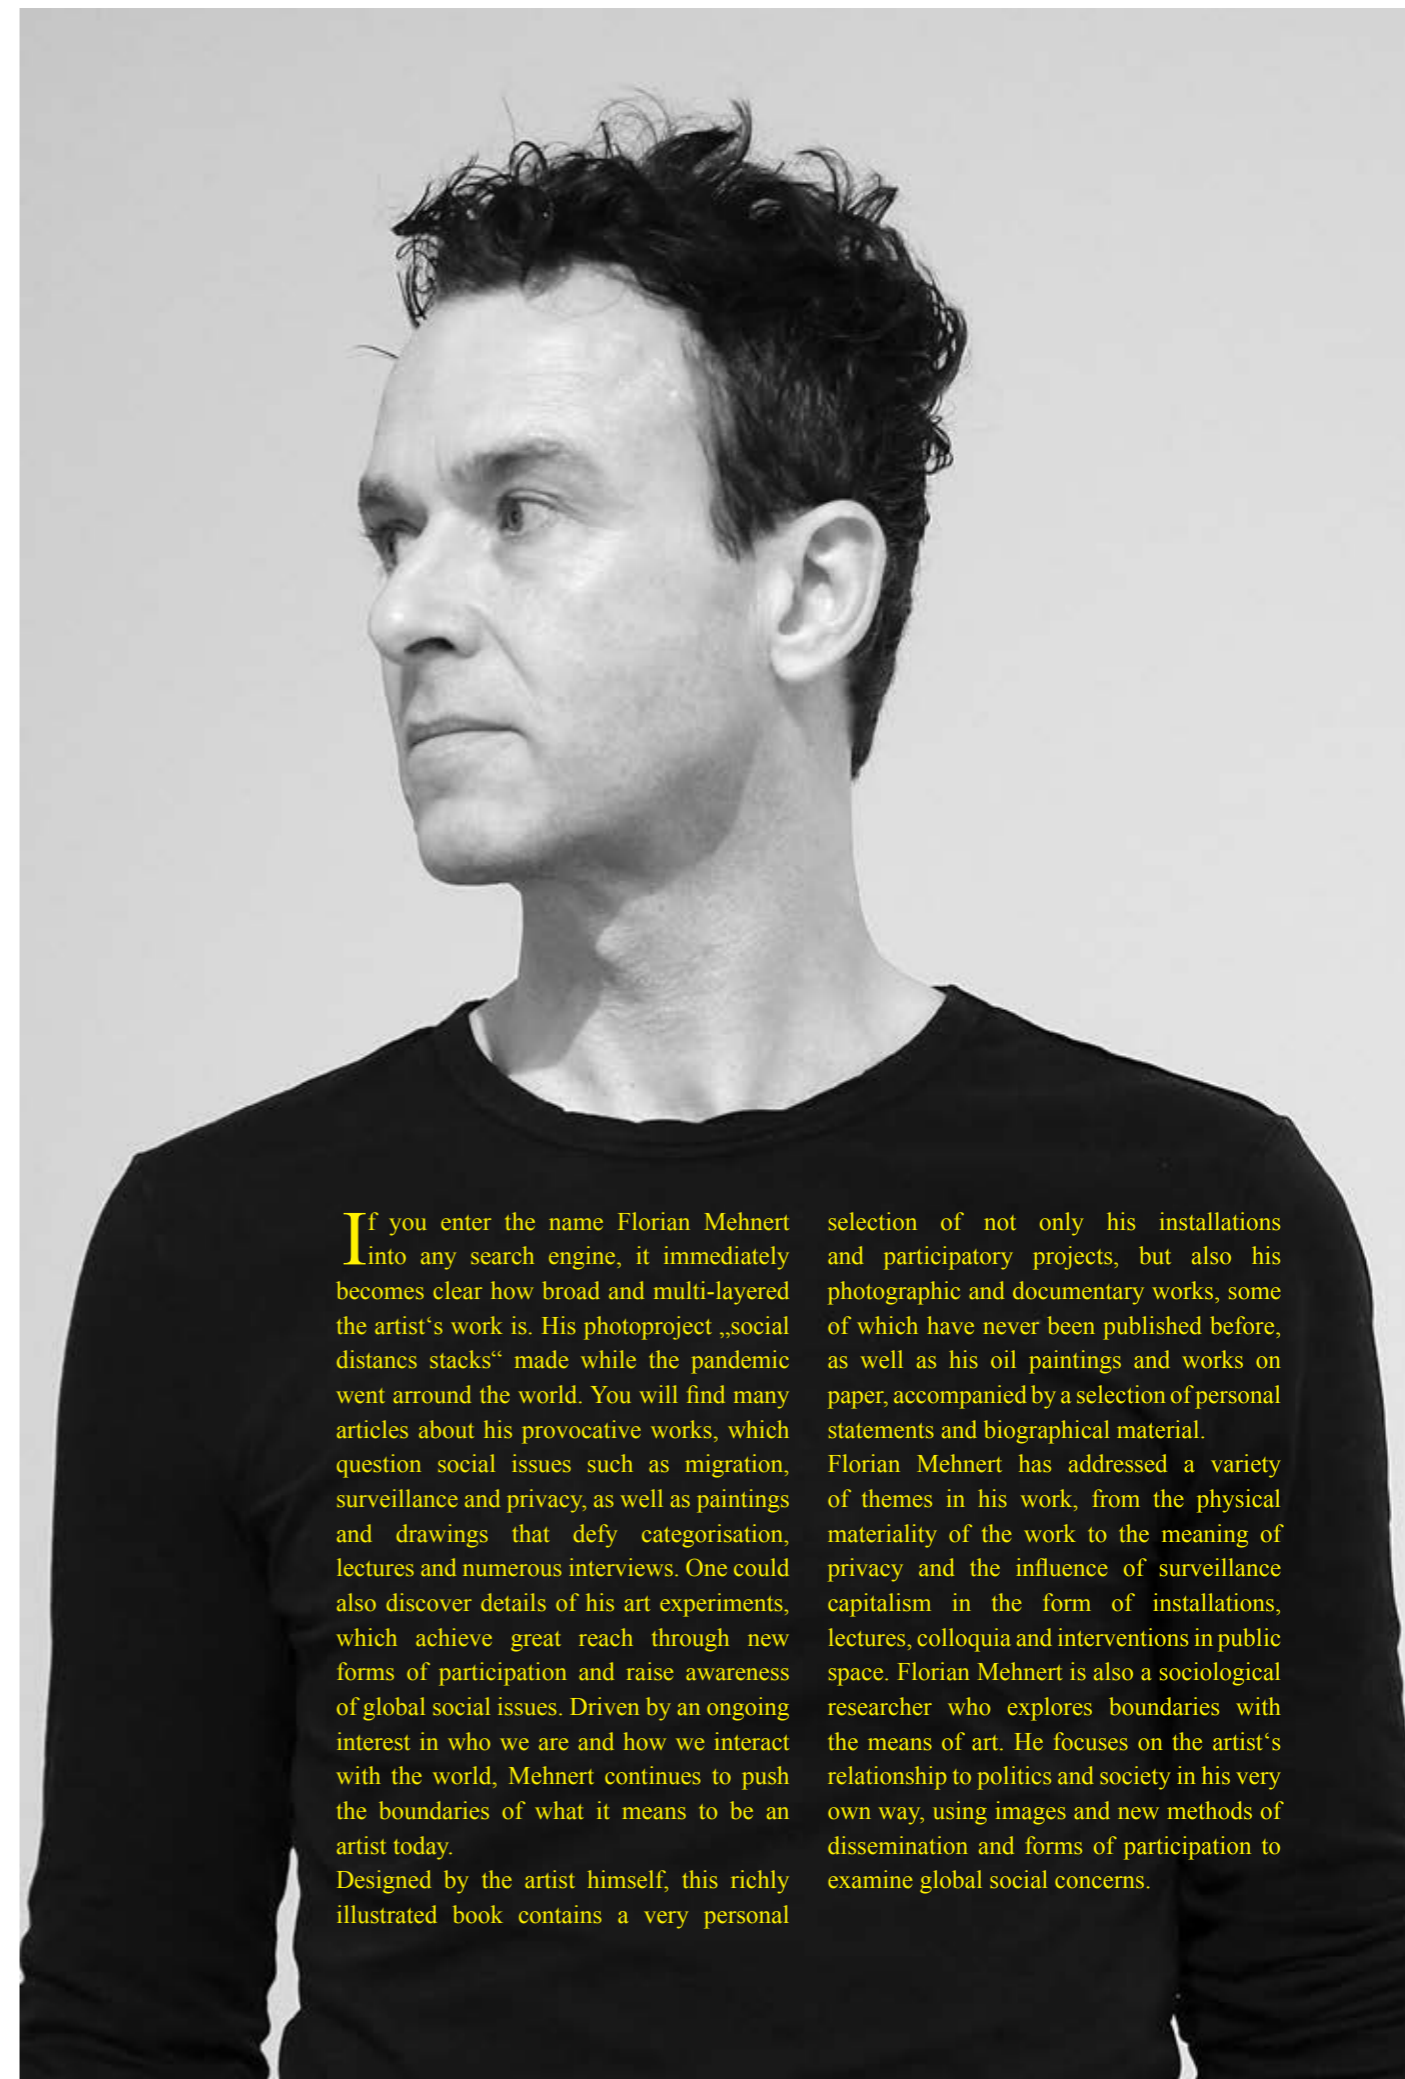 If you enter the name Florian Mehnert
into any search engine, it immediately
becomes clear how broad and multi-layered
the artist‘s work is. His photoproject „social
distancs stacks“ made while the pandemic
went arround the world. You will find many
articles about his provocative works, which
question social issues such as migration,
surveillance and privacy, as well as paintings
and drawings that defy categorisation,
lectures and numerous interviews. One could
also discover details of his art experiments,
which achieve great reach through new
forms of participation and raise awareness
of global social issues. Driven by an ongoing
interest in who we are and how we interact
with the world, Mehnert continues to push
the boundaries of what it means to be an
artist today.
Designed by the artist himself, this richly
illustrated book contains a very personal
selection of not only his installations
and participatory projects, but also his
photographic and documentary works, some
of which have never been published before,
as well as his oil paintings and works on
paper, accompanied by a selection of personal
statements and biographical material.
Florian Mehnert has addressed a variety
of themes in his work, from the physical
materiality of the work to the meaning of
privacy and the influence of surveillance
capitalism in the form of installations,
lectures, colloquia and interventions in public
space. Florian Mehnert is also a sociological
researcher who explores boundaries with
the means of art. He focuses on the artist‘s
relationship to politics and society in his very
own way, using images and new methods of
dissemination and forms of participation to
examine global social concerns.